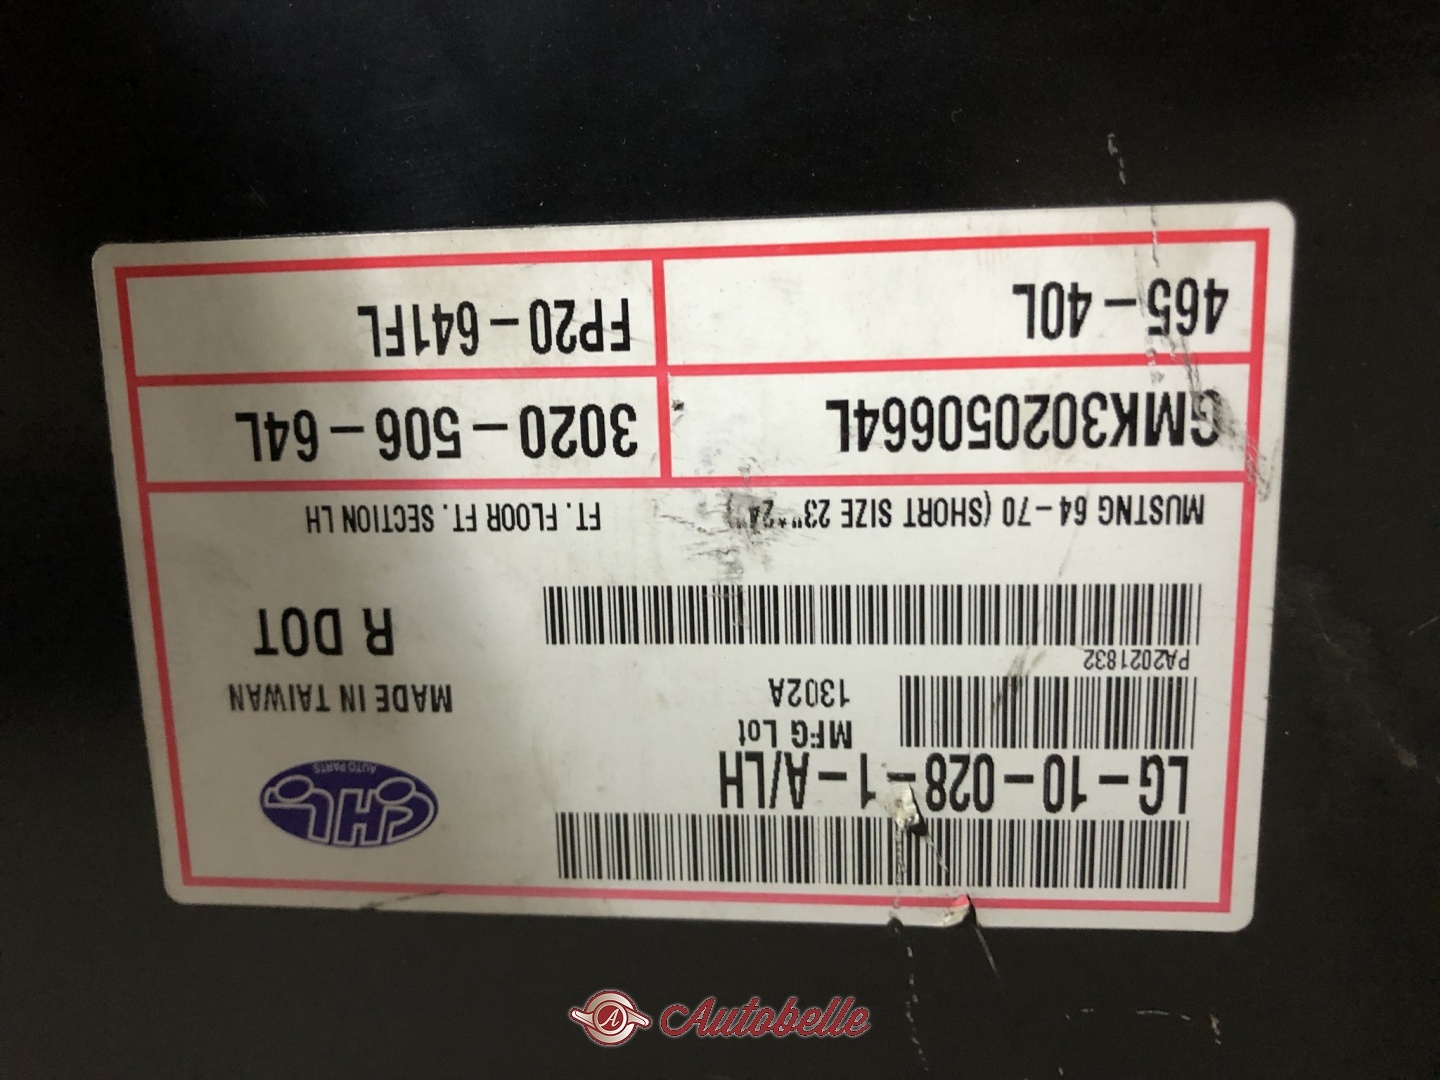 LG-10-028-1-A/LH
CHL
AUTO PARTS
MFG Lot
1302A
MADE IN TAIWAN
PA2021832
R DOT
MUSTNG 64-70 (SHORT SIZE 23"*24") FT. FLOOR FT. SECTION LH
GMK302050664L 3020-506-64L
465-40L FP20-641FL
A Autobelle